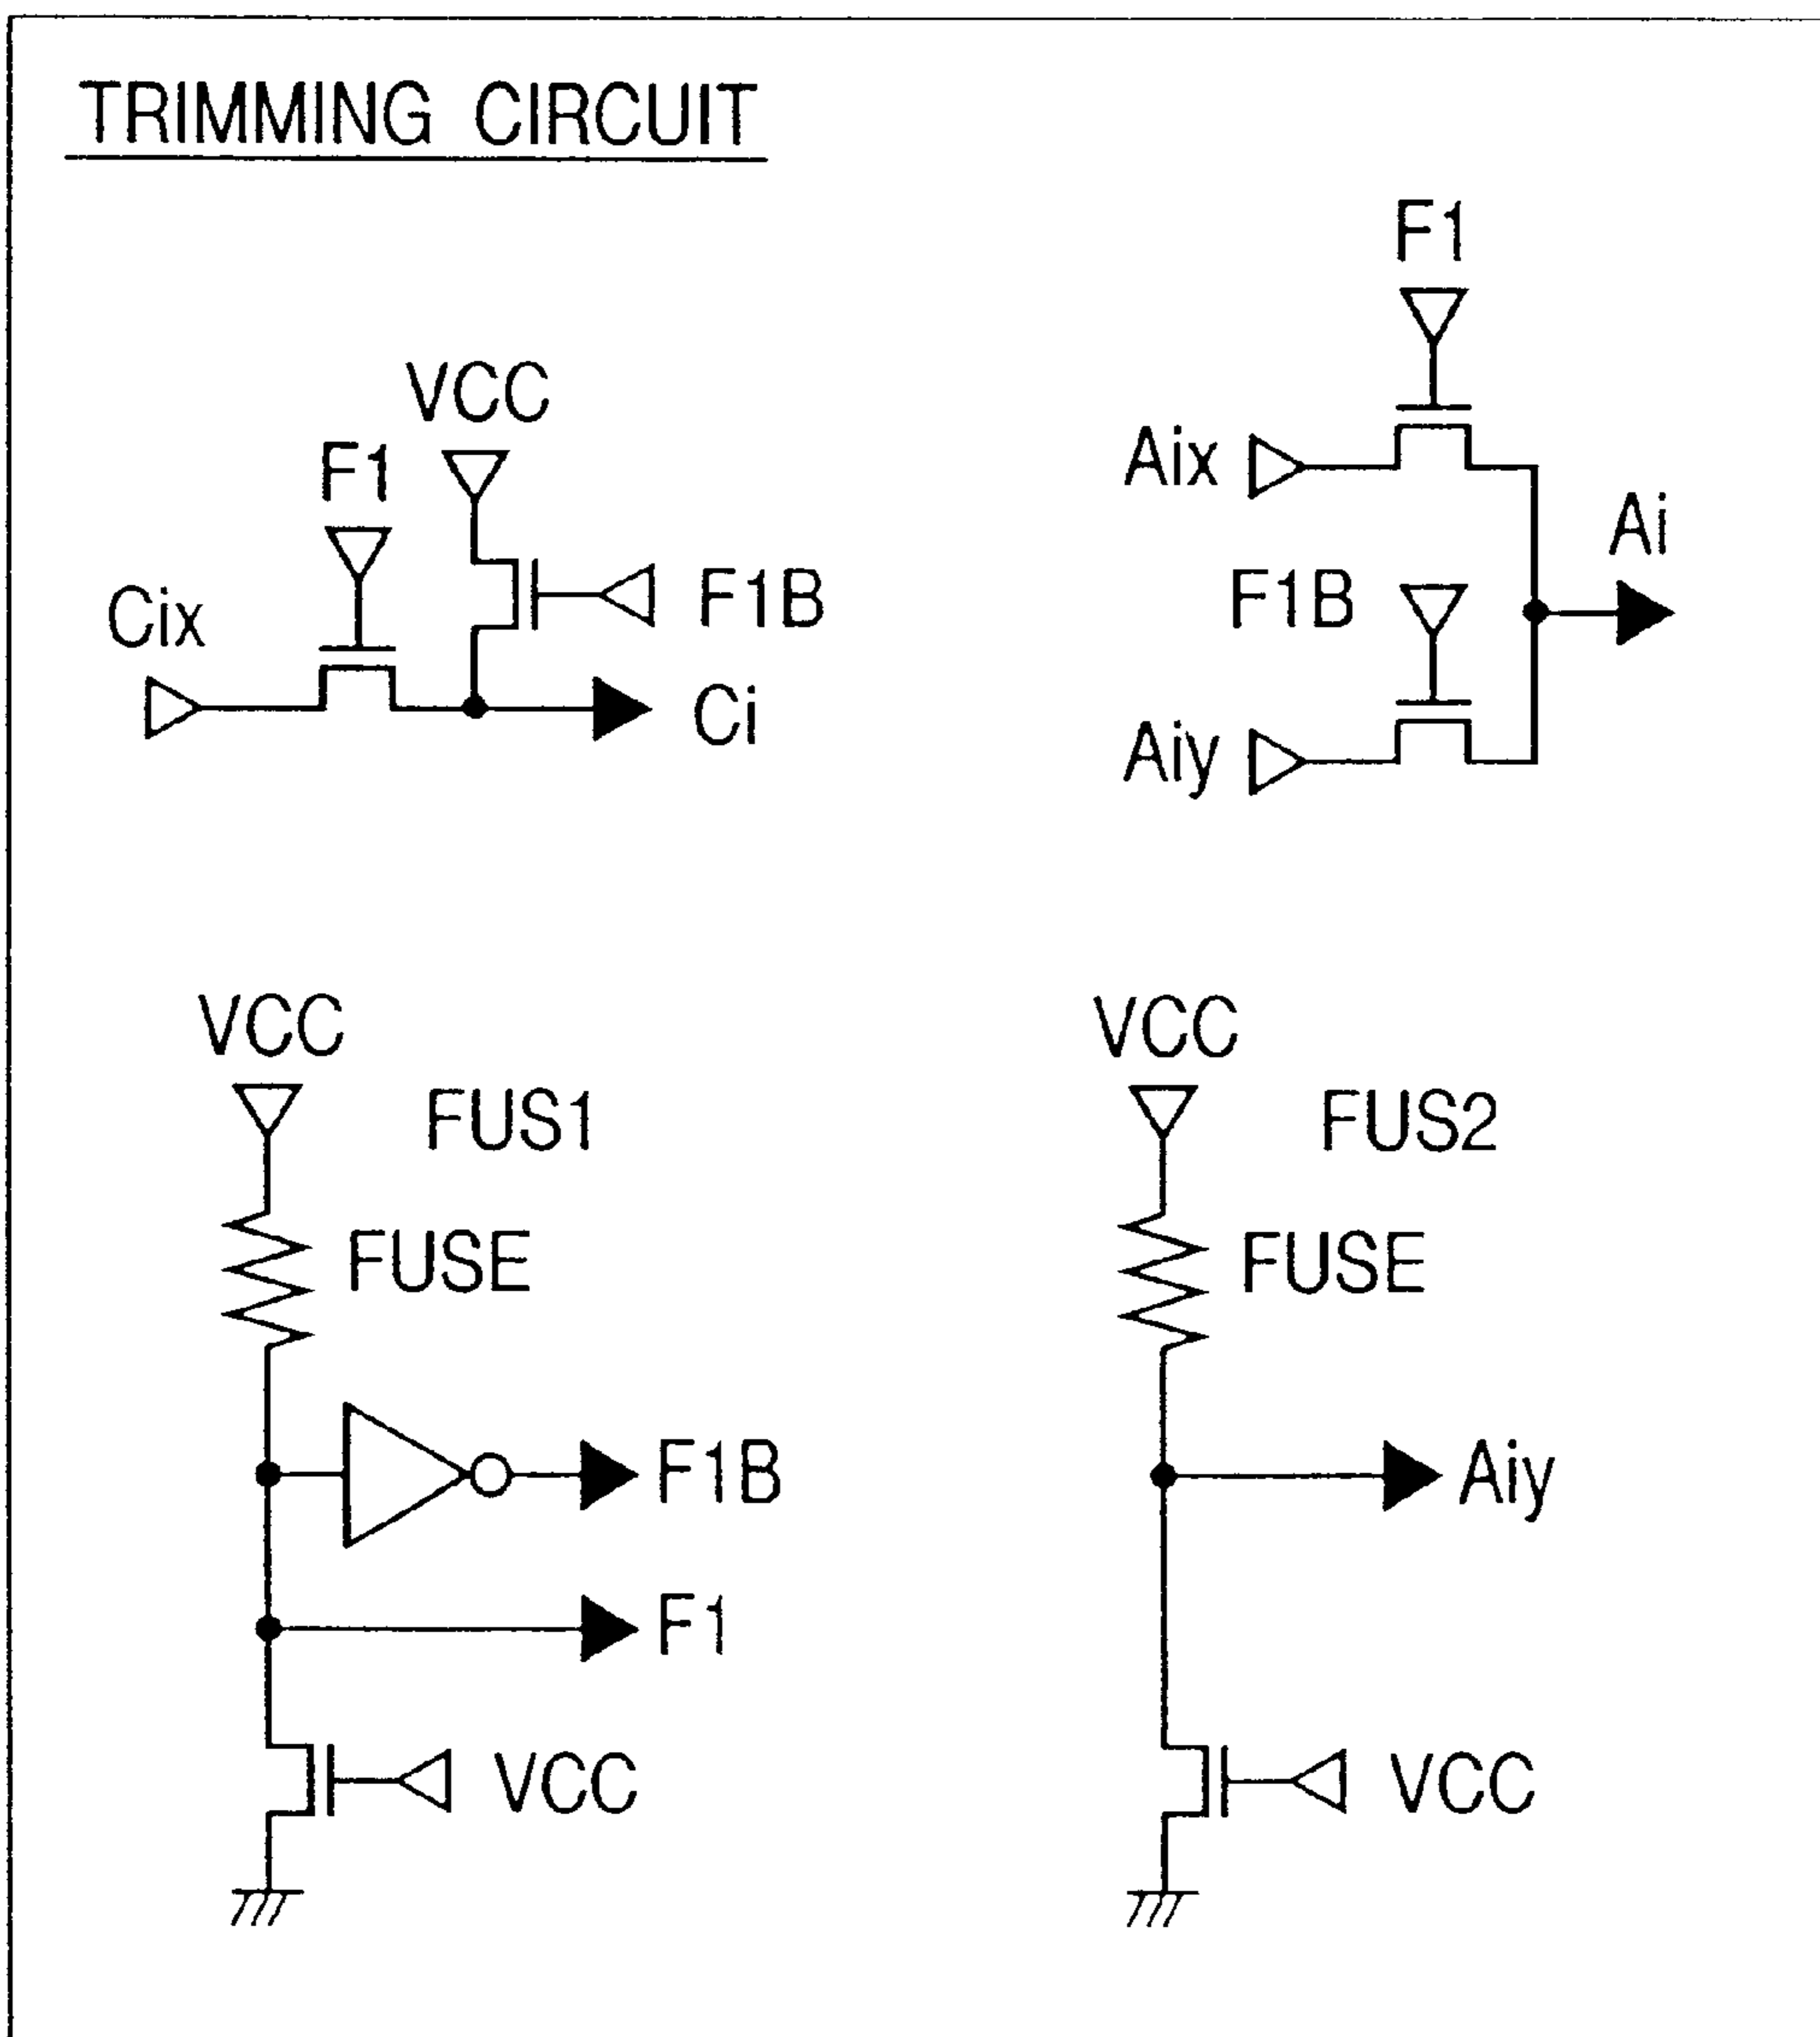 TRIMMING CIRCUIT
F1
VCC
F1
Aix
Ai
Cix
F1B
F1B
Ci
Aiy
VCC
VCC
FUS1
FUS2
FUSE
FUSE
F1B
Aiy
F1
VCC
VCC